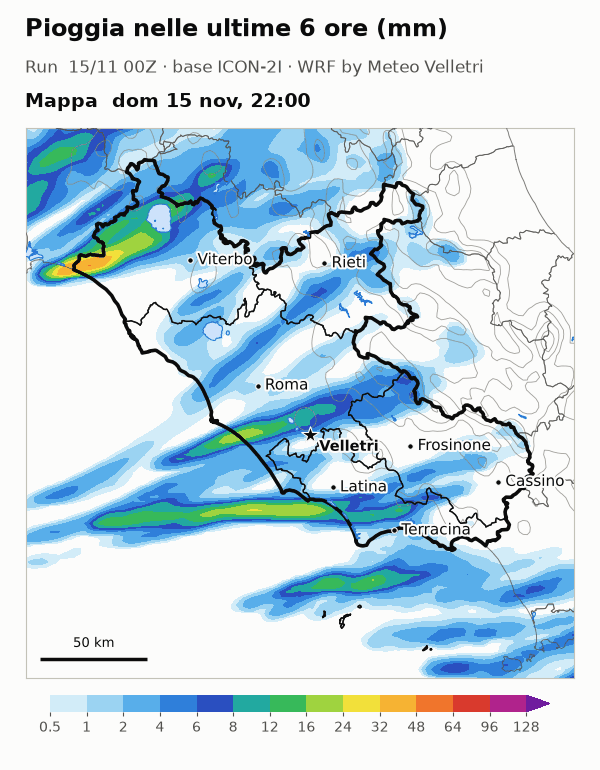 Pioggia nelle ultime 6 ore (mm)
Run 15/11 00Z · base ICON-2I · WRF by Meteo Velletri
Mappa dom 15 nov, 22:00
Viterbo
Rieti
Roma
Velletri
Frosinone
Cassino
Latina
Terracina
50 km
0.5 1 2 4 6 8 12 16 24 32 48 64 96 128